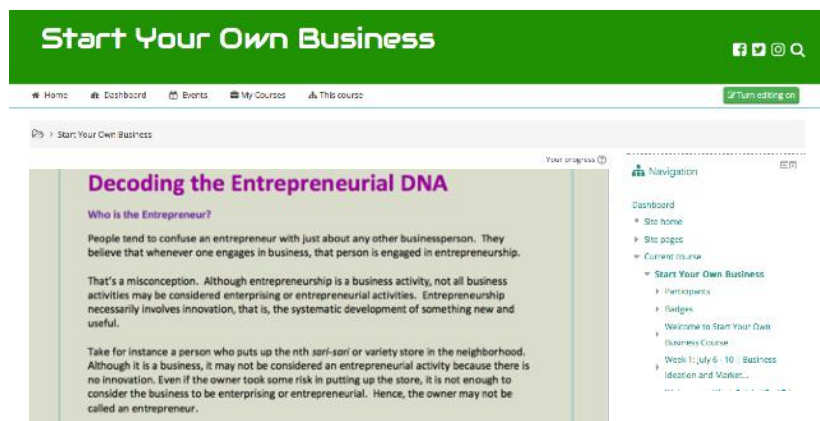 Start Your Own Business
Home Dashboard Events My Courses This course
Turn editing on
Start Your Own Business
Your progress
Decoding the Entrepreneurial DNA
Who is the Entrepreneur?
People tend to confuse an entrepreneur with just about any other businessperson. They
believe that whenever one engages in business, that person is engaged in entrepreneurship.
That's a misconception. Although entrepreneurship is a business activity, not all business
activities may be considered enterprising or entrepreneurial activities. Entrepreneurship
necessarily involves innovation, that is, the systematic development of something new and
useful.
Take for instance a person who puts up the nth sari-sari or variety store in the neighborhood.
Although it is a business, it may not be considered an entrepreneurial activity because there is
no innovation. Even if the owner took some risk in putting up the store, it is not enough to
consider the business to be enterprising or entrepreneurial. Hence, the owner may not be
called an entrepreneur.
Navigation
Dashboard
Site home
Site pages
Current course
Start Your Own Business
Participants
Badges
Welcome to Start Your Own
Business Course
Week 1: July 6 - 10 | Business
Ideation and Market...